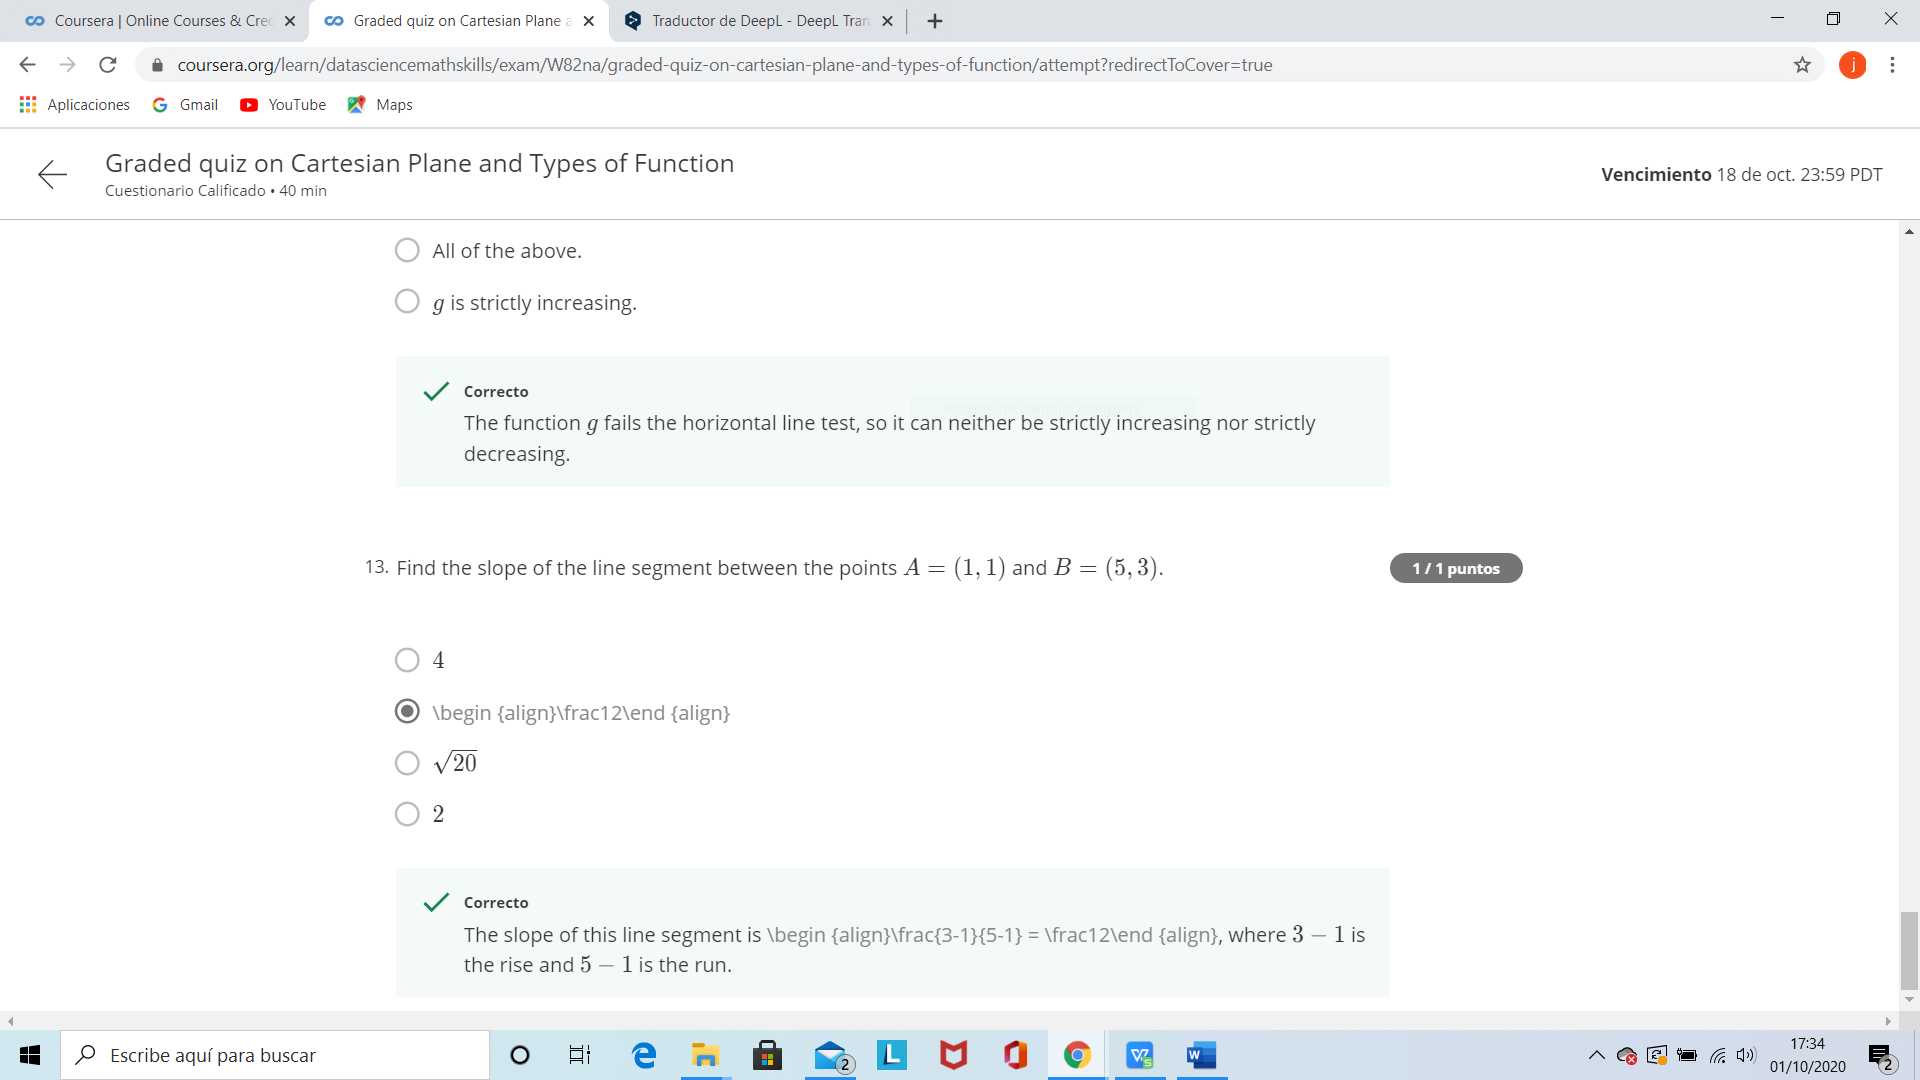 Coursera | Online Courses & Cred
Graded quiz on Cartesian Plane a
Traductor de DeepL - DeepL Tran
coursera.org/learn/datasciencemathskills/exam/W82na/graded-quiz-on-cartesian-plane-and-types-of-function/attempt?redirectToCover=true
j
Aplicaciones
Gmail
YouTube
Maps
Graded quiz on Cartesian Plane and Types of Function
Cuestionario Calificado • 40 min
Vencimiento 18 de oct. 23:59 PDT
All of the above.
g is strictly increasing.
Correcto
The function g fails the horizontal line test, so it can neither be strictly increasing nor strictly
decreasing.
13. Find the slope of the line segment between the points A = (1, 1) and B = (5, 3).
1 / 1 puntos
4
\begin {align}\frac12\end {align}
√20
2
Correcto
The slope of this line segment is \begin {align}\frac{3-1}{5-1} = \frac12\end {align}, where 3 − 1 is
the rise and 5 − 1 is the run.
Escribe aquí para buscar
2
L
W
17:34
01/10/2020
2